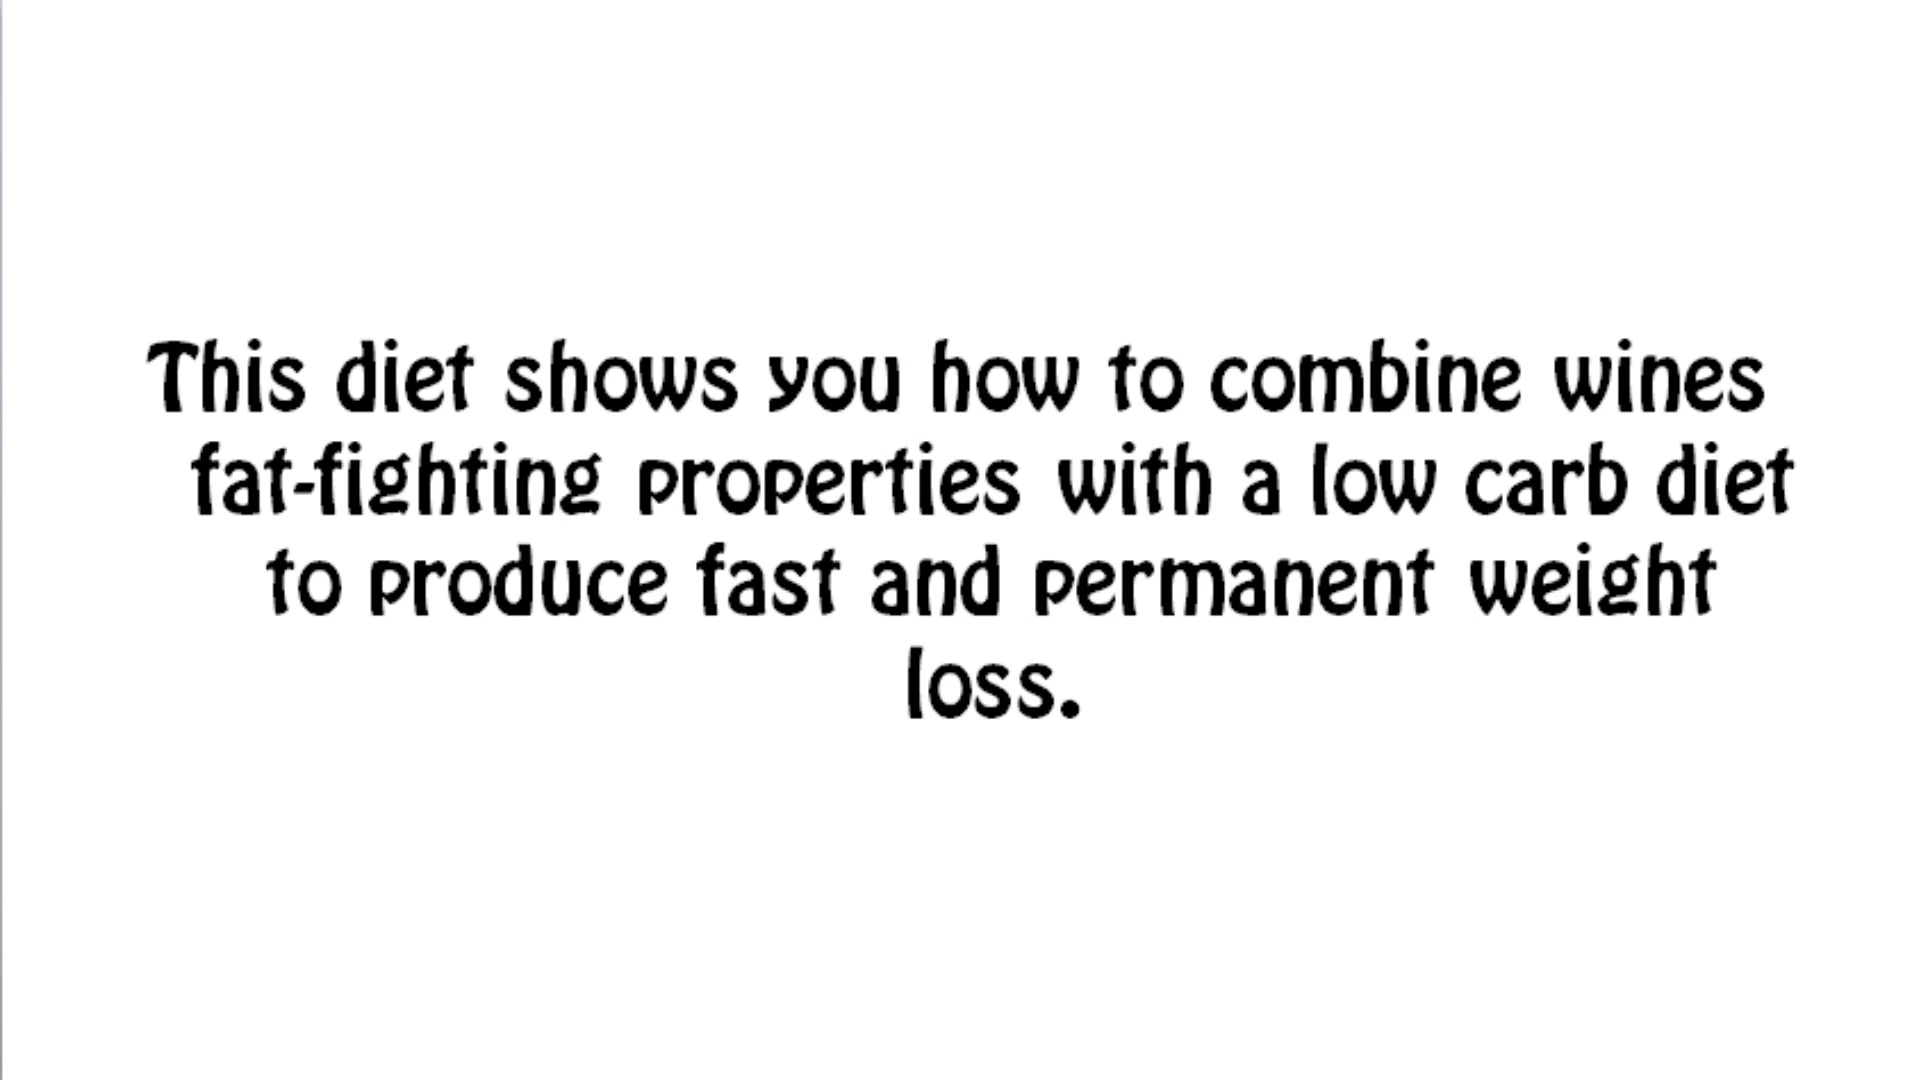 This diet shows you how to combine wines
fat-fighting properties with a low carb diet
to produce fast and permanent weight
loss.